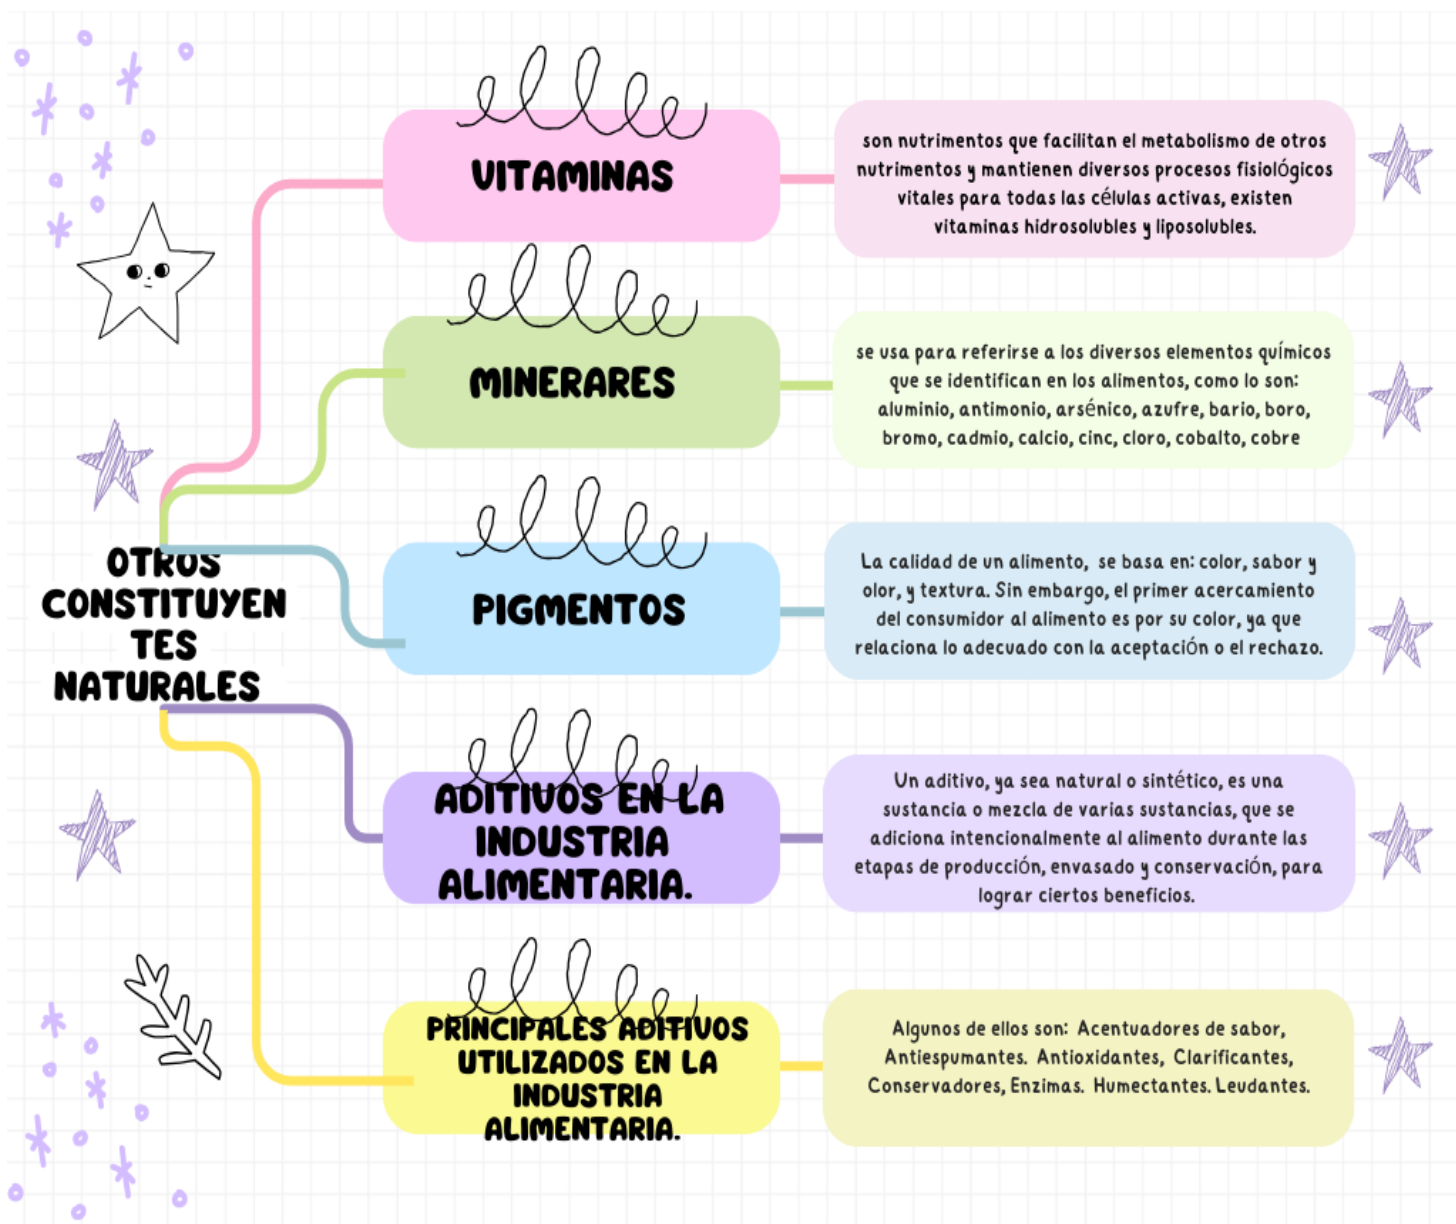 OTROS
CONSTITUYEN
TES
NATURALES
VITAMINAS
son nutrimentos que facilitan el metabolismo de otros
nutrimentos y mantienen diversos procesos fisiológicos
vitales para todas las células activas, existen
vitaminas hidrosolubles y liposolubles.
MINERARES
se usa para referirse a los diversos elementos químicos
que se identifican en los alimentos, como lo son:
aluminio, antimonio, arsénico, azufre, bario, boro,
bromo, cadmio, calcio, cinc, cloro, cobalto, cobre
PIGMENTOS
La calidad de un alimento, se basa en: color, sabor y
olor, y textura. Sin embargo, el primer acercamiento
del consumidor al alimento es por su color, ya que
relaciona lo adecuado con la aceptación o el rechazo.
ADITIVOS EN LA
INDUSTRIA
ALIMENTARIA.
Un aditivo, ya sea natural o sintético, es una
sustancia o mezcla de varias sustancias, que se
adiciona intencionalmente al alimento durante las
etapas de producción, envasado y conservación, para
lograr ciertos beneficios.
PRINCIPALES ADITIVOS
UTILIZADOS EN LA
INDUSTRIA
ALIMENTARIA.
Algunos de ellos son: Acentuadores de sabor,
Antiespumantes. Antioxidantes, Clarificantes,
Conservadores, Enzimas. Humectantes. Leudantes.